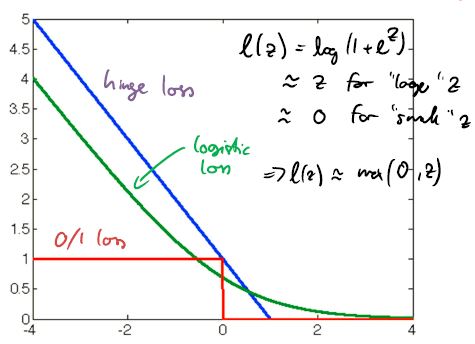 5
4.5
4
3.5
3
2.5
2
1.5
1
0.5
0
-4
-2
0
2
4
hinge loss
logistic
loss
0/1 loss
ℓ(z) = log(1+e^z)
≈ z for "large" z
≈ 0 for "small" z
⇒ ℓ(z) ≈ max(0,z)